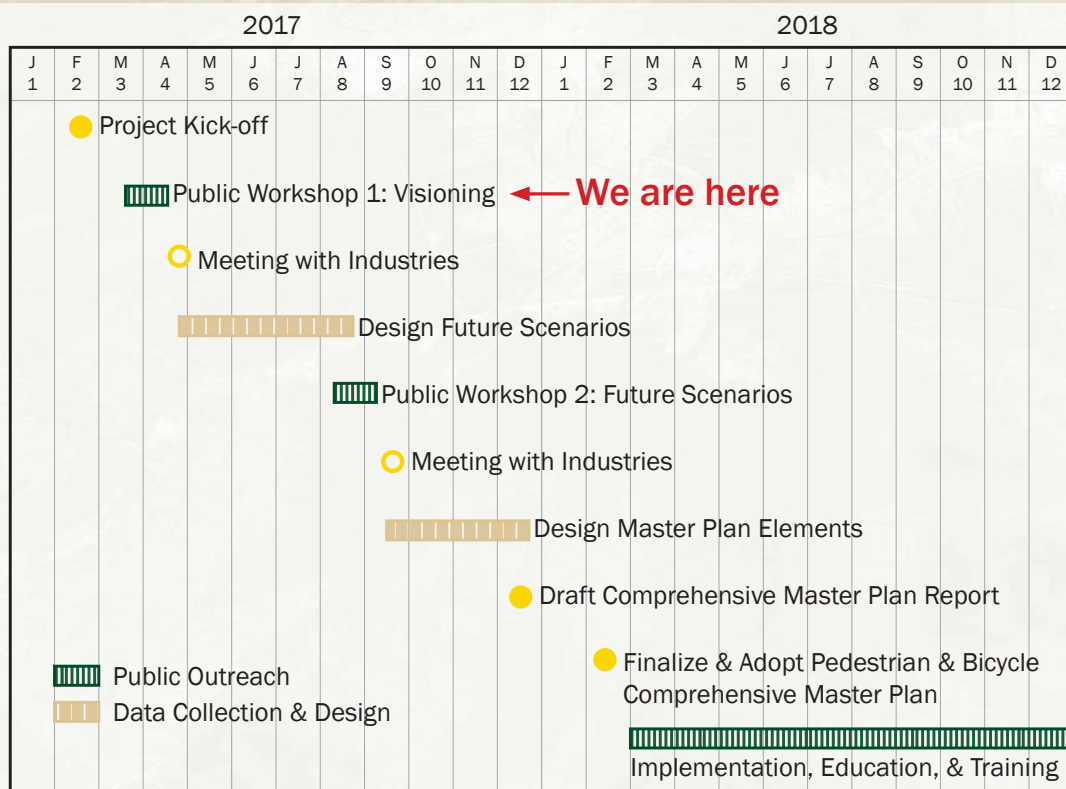 2017 2018
J F M A M J J A S O N D J F M A M J J A S O N D
1 2 3 4 5 6 7 8 9 10 11 12 1 2 3 4 5 6 7 8 9 10 11 12
Project Kick-off
Public Workshop 1: Visioning We are here
Meeting with Industries
Design Future Scenarios
Public Workshop 2: Future Scenarios
Meeting with Industries
Design Master Plan Elements
Draft Comprehensive Master Plan Report
Finalize & Adopt Pedestrian & Bicycle
Comprehensive Master Plan
Public Outreach
Data Collection & Design
Implementation, Education, & Training